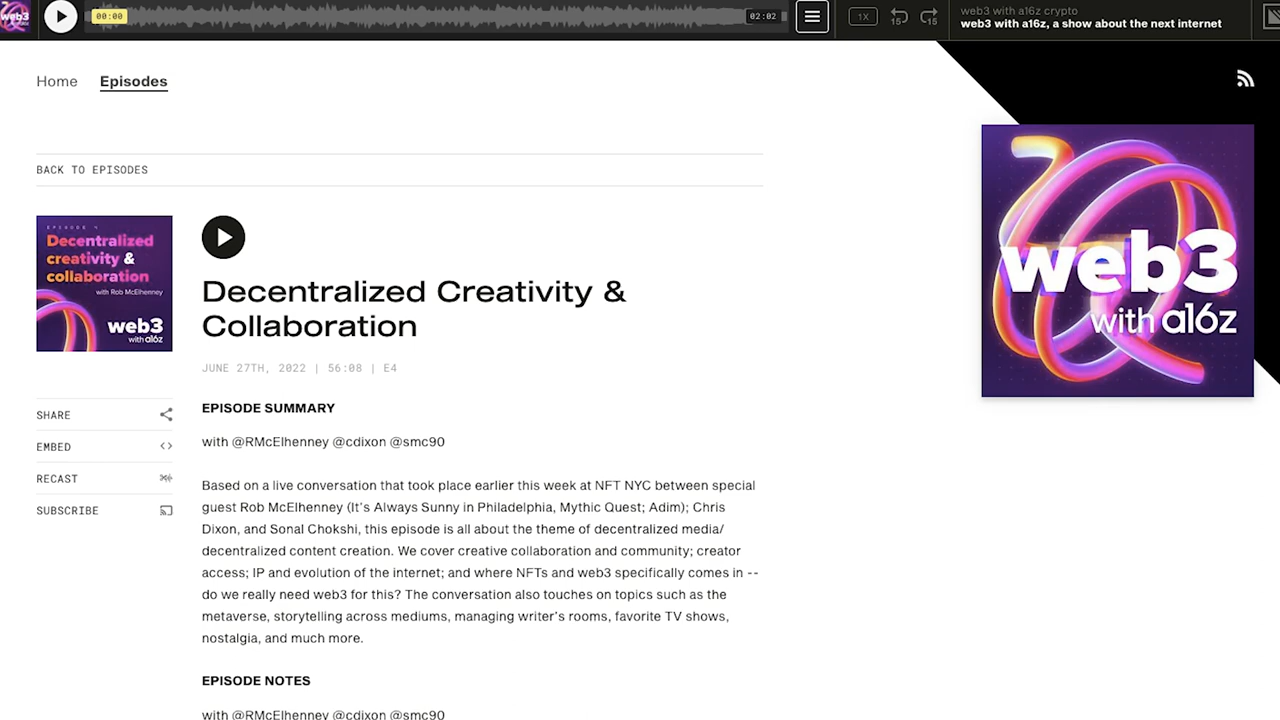 web3
00:00
02:02
1X
15
15
web3 with a16z crypto
web3 with a16z, a show about the next internet
Home
Episodes
BACK TO EPISODES
EPISODE 4
Decentralized
creativity &
collaboration
with Rob McElhenney
web3
with a16z
Decentralized Creativity &
Collaboration
JUNE 27TH, 2022 | 56:08 | E4
SHARE
EMBED
RECAST
SUBSCRIBE
EPISODE SUMMARY
with @RMcElhenney @cdixon @smc90
Based on a live conversation that took place earlier this week at NFT NYC between special
guest Rob McElhenney (It's Always Sunny in Philadelphia, Mythic Quest; Adim); Chris
Dixon, and Sonal Chokshi, this episode is all about the theme of decentralized media/
decentralized content creation. We cover creative collaboration and community; creator
access; IP and evolution of the internet; and where NFTs and web3 specifically comes in --
do we really need web3 for this? The conversation also touches on topics such as the
metaverse, storytelling across mediums, managing writer's rooms, favorite TV shows,
nostalgia, and much more.
EPISODE NOTES
with @RMcElhenney @cdixon @smc90
web3
with a16z